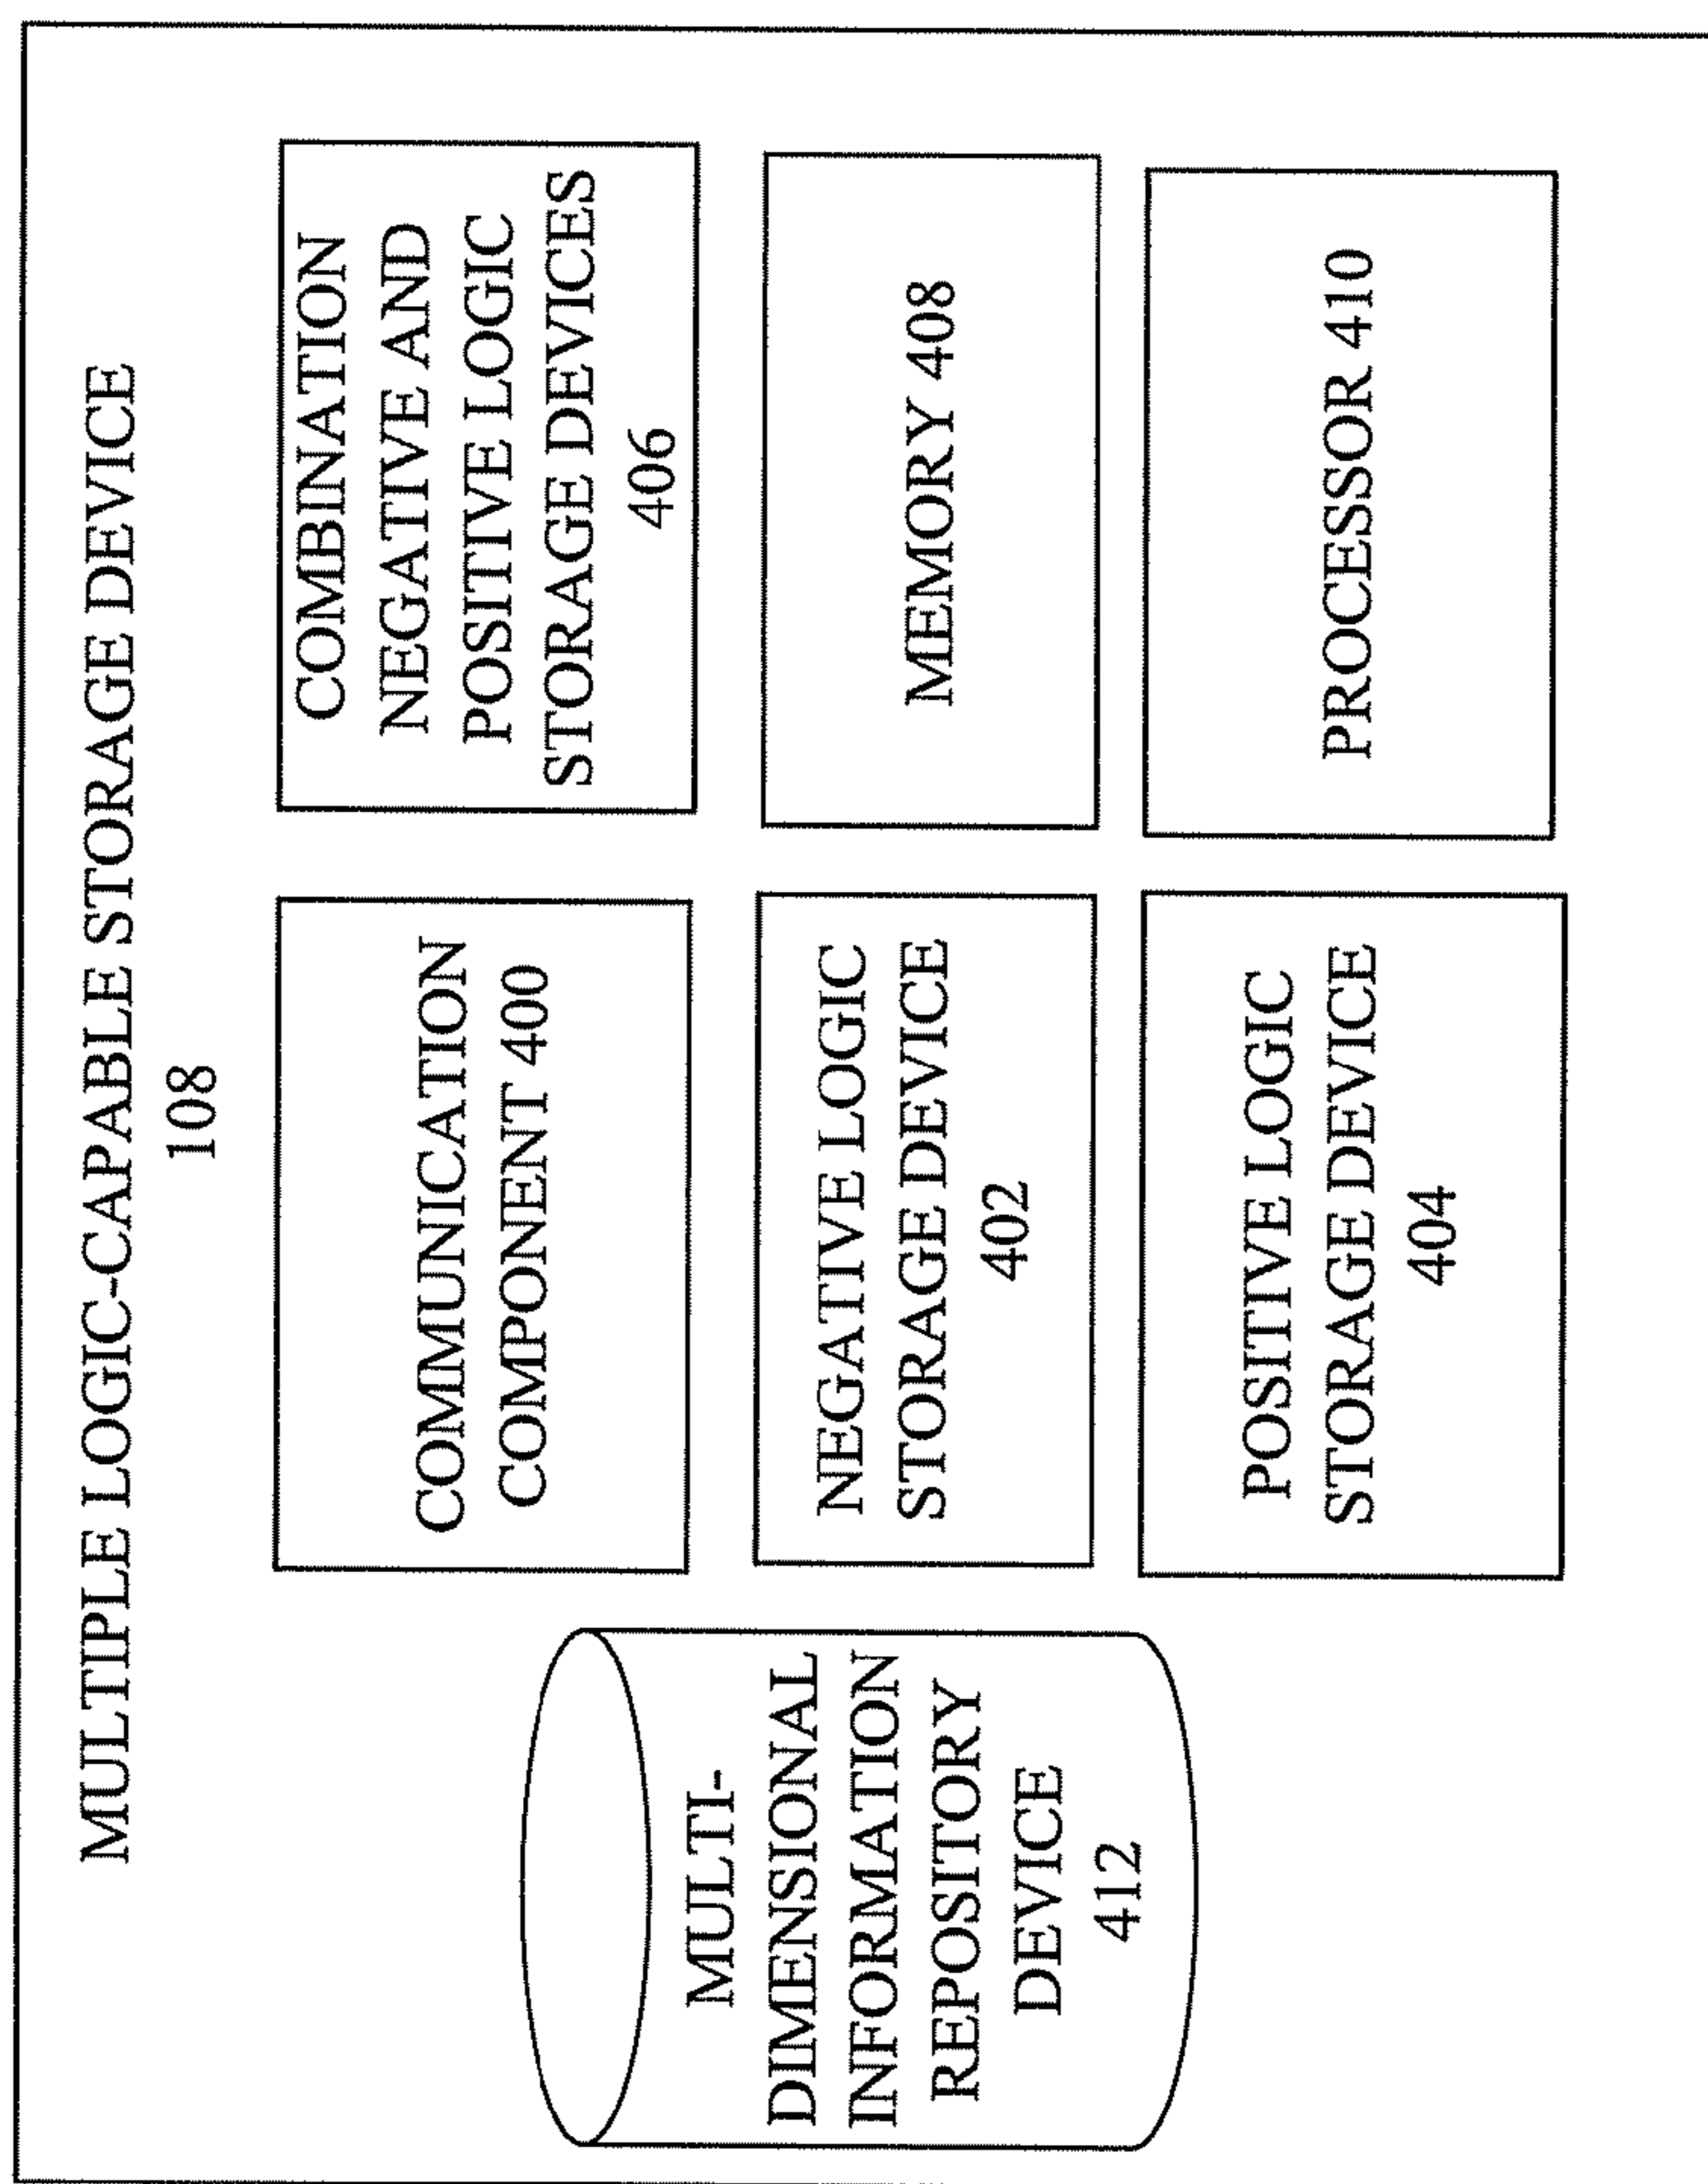 MULTIPLE LOGIC-CAPABLE STORAGE DEVICE
108
MULTI-
DIMENSIONAL
INFORMATION
REPOSITORY
DEVICE
412
COMMUNICATION
COMPONENT 400
NEGATIVE LOGIC
STORAGE DEVICE
402
POSITIVE LOGIC
STORAGE DEVICE
404
COMBINATION
NEGATIVE AND
POSITIVE LOGIC
STORAGE DEVICES
406
MEMORY 408
PROCESSOR 410